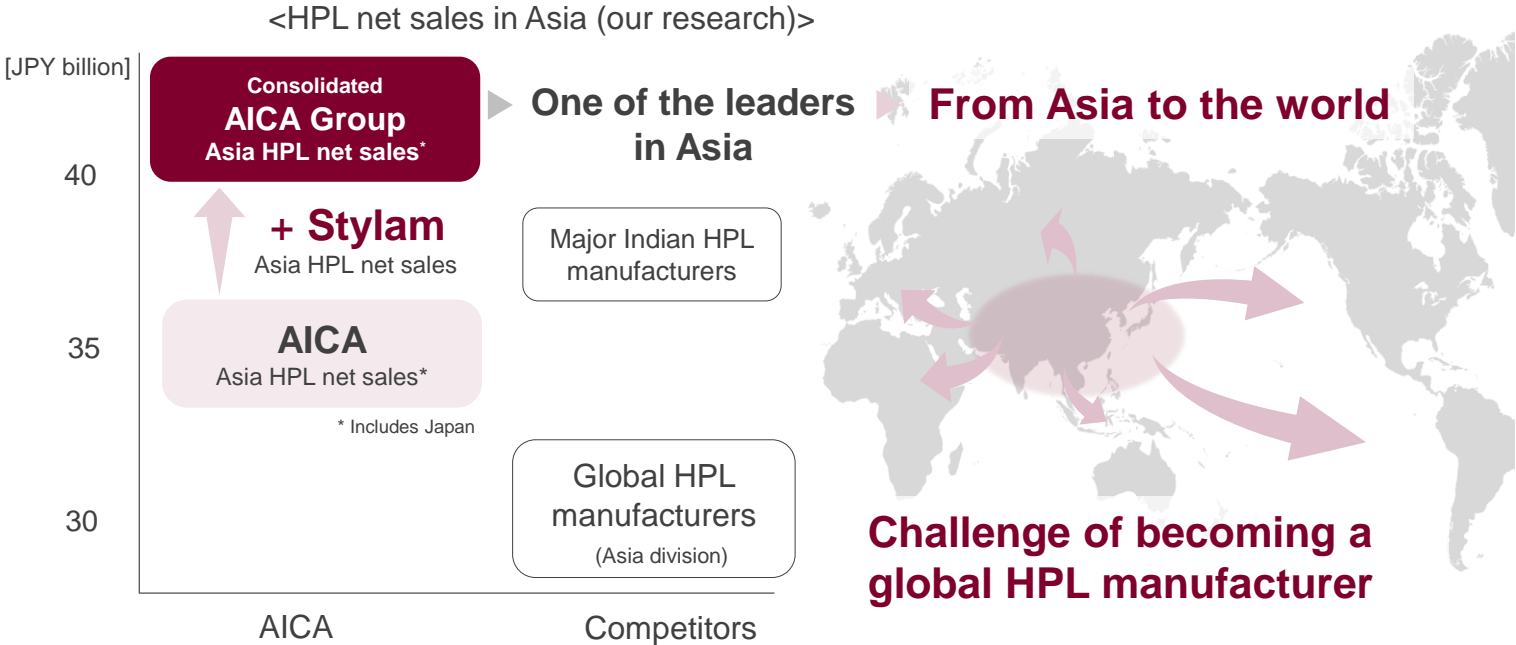 <HPL net sales in Asia (our research)>
[JPY billion]
Consolidated
AICA Group
Asia HPL net sales*
One of the leaders
in Asia
From Asia to the world
40
+ Stylam
Asia HPL net sales
Major Indian HPL
manufacturers
35
AICA
Asia HPL net sales*
* Includes Japan
Global HPL
manufacturers
(Asia division)
30
Challenge of becoming a
global HPL manufacturer
AICA
Competitors